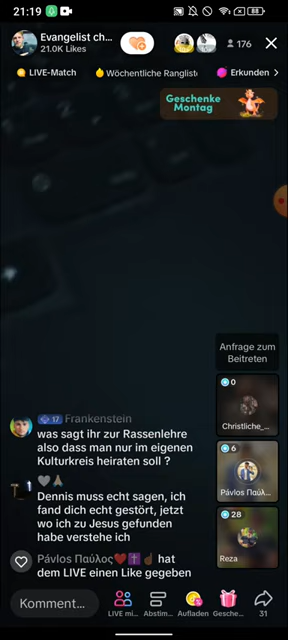 21:19
88
Evangelist ch...
21.0K Likes
176
LIVE-Match
Wöchentliche Ranglist
Erkunden
Geschenke
Montag
Anfrage zum
Beitreten
0
Christliche_...
6
Pávlos Παύλ...
28
Reza
17 Frankenstein
was sagt ihr zur Rassenlehre
also dass man nur im eigenen
Kulturkreis heiraten soll ?
🩶🙏
Dennis muss echt sagen, ich
fand dich echt gestört, jetzt
wo ich zu Jesus gefunden
habe verstehe ich
Pávlos Παύλος❤️✝️☝🏾 hat
dem LIVE einen Like gegeben
Komment...
LIVE mi...
Abstim...
Aufladen
Gesche...
31